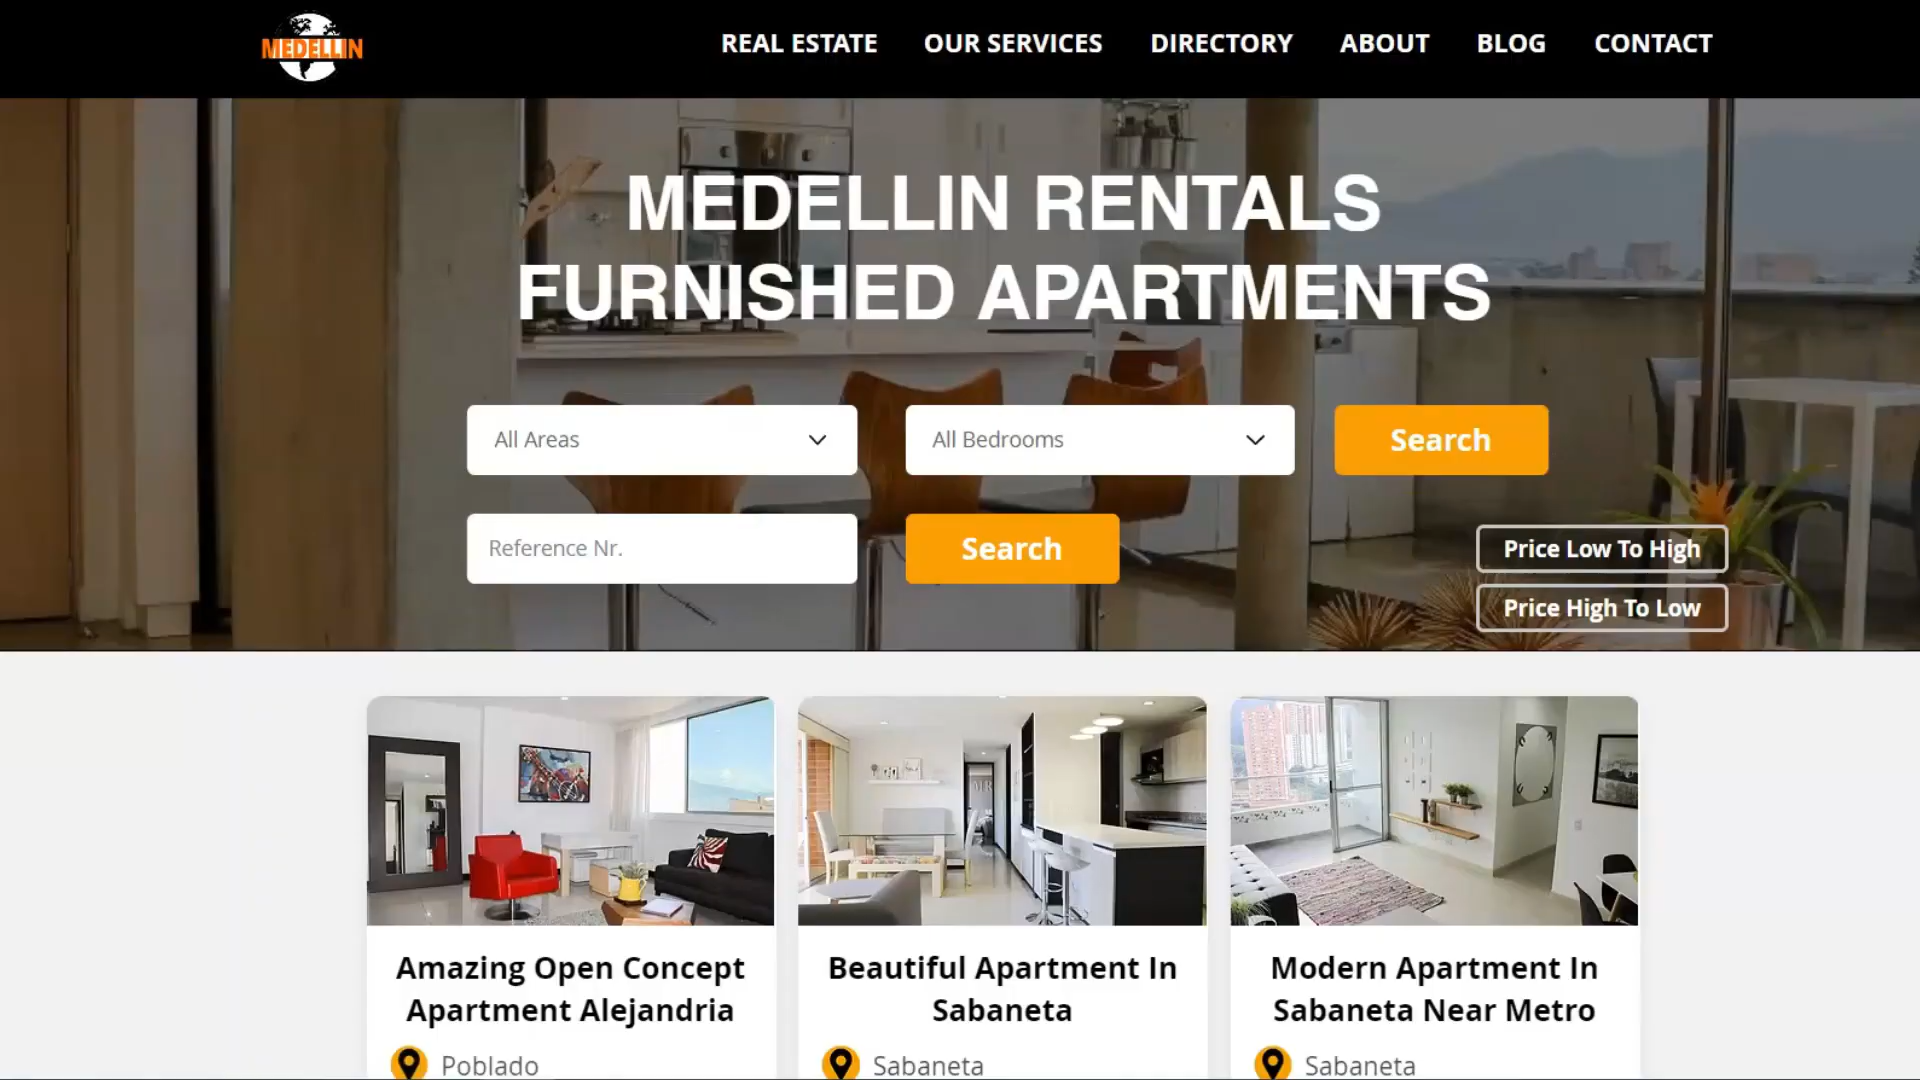 MEDELLIN
REAL ESTATE
OUR SERVICES
DIRECTORY
ABOUT
BLOG
CONTACT
MEDELLIN RENTALS
FURNISHED APARTMENTS
All Areas
All Bedrooms
Search
Reference Nr.
Search
Price Low To High
Price High To Low
Amazing Open Concept
Apartment Alejandria
Poblado
Beautiful Apartment In
Sabaneta
Sabaneta
Modern Apartment In
Sabaneta Near Metro
Sabaneta